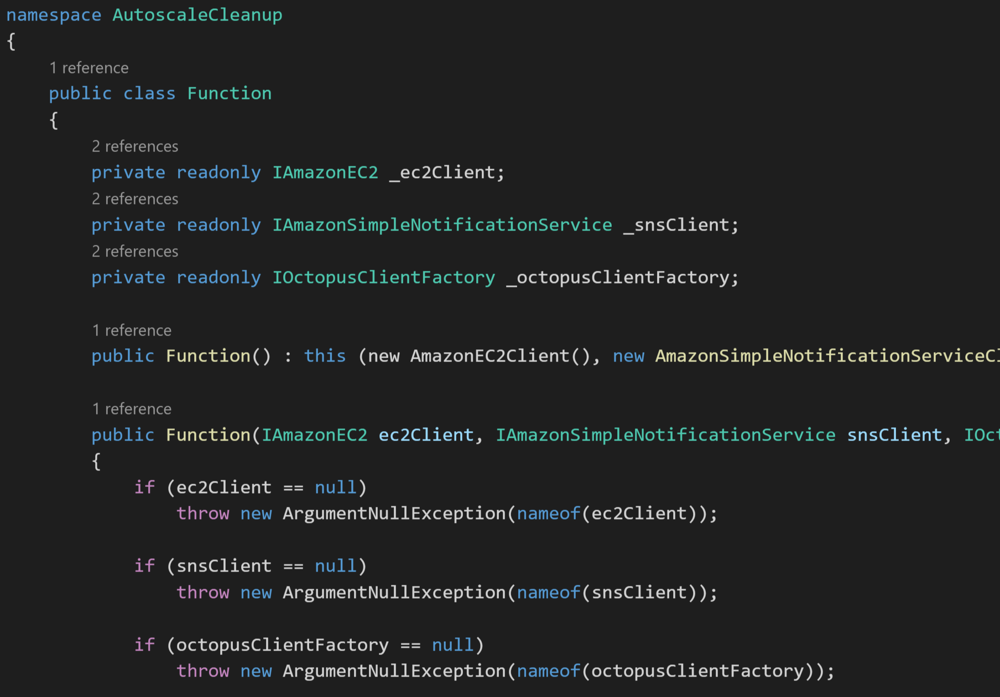 namespace AutoscaleCleanup
{
1 reference
public class Function
{
2 references
private readonly IAmazonEC2 _ec2Client;
2 references
private readonly IAmazonSimpleNotificationService _snsClient;
2 references
private readonly IOctopusClientFactory _octopusClientFactory;
1 reference
public Function() : this (new AmazonEC2Client(), new AmazonSimpleNotificationServiceCl
1 reference
public Function(IAmazonEC2 ec2Client, IAmazonSimpleNotificationService snsClient, IOct
{
if (ec2Client == null)
throw new ArgumentNullException(nameof(ec2Client));
if (snsClient == null)
throw new ArgumentNullException(nameof(snsClient));
if (octopusClientFactory == null)
throw new ArgumentNullException(nameof(octopusClientFactory));